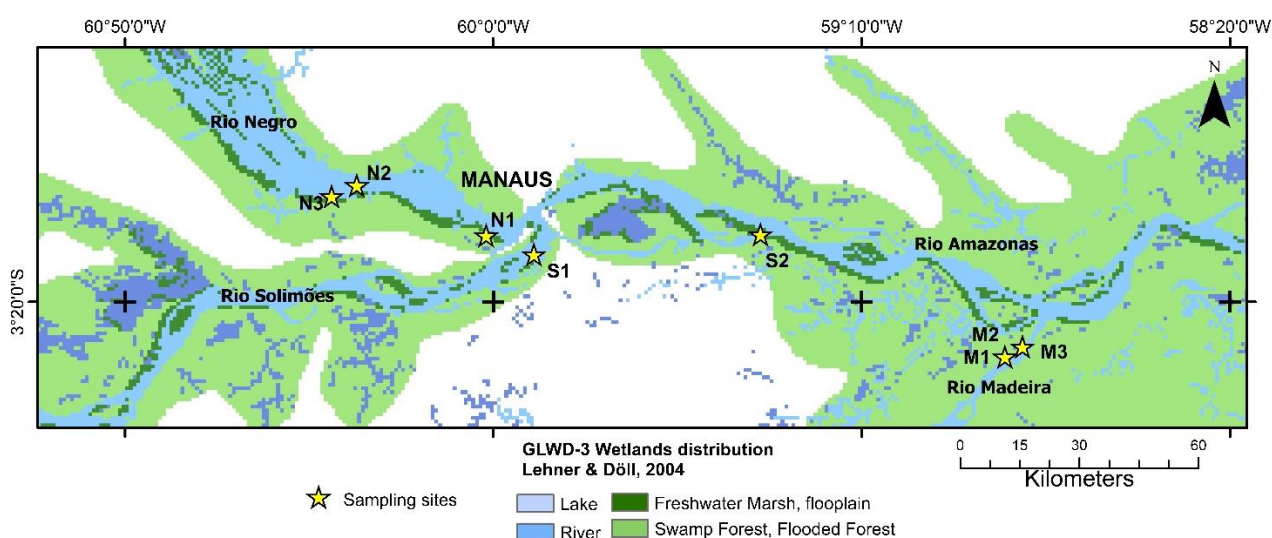 60°50'0"W 60°0'0"W 59°10'0"W 58°20'0"W
N
Rio Negro
N2
MANAUS
N3
N1
S1
S2
Rio Amazonas
3°20'0"S
Rio Solimões
M2
M1 M3
Rio Madeira
GLWD-3 Wetlands distribution
Lehner & Döll, 2004
0 15 30 60
Kilometers
Sampling sites
Lake
River
Freshwater Marsh, flooplain
Swamp Forest, Flooded Forest